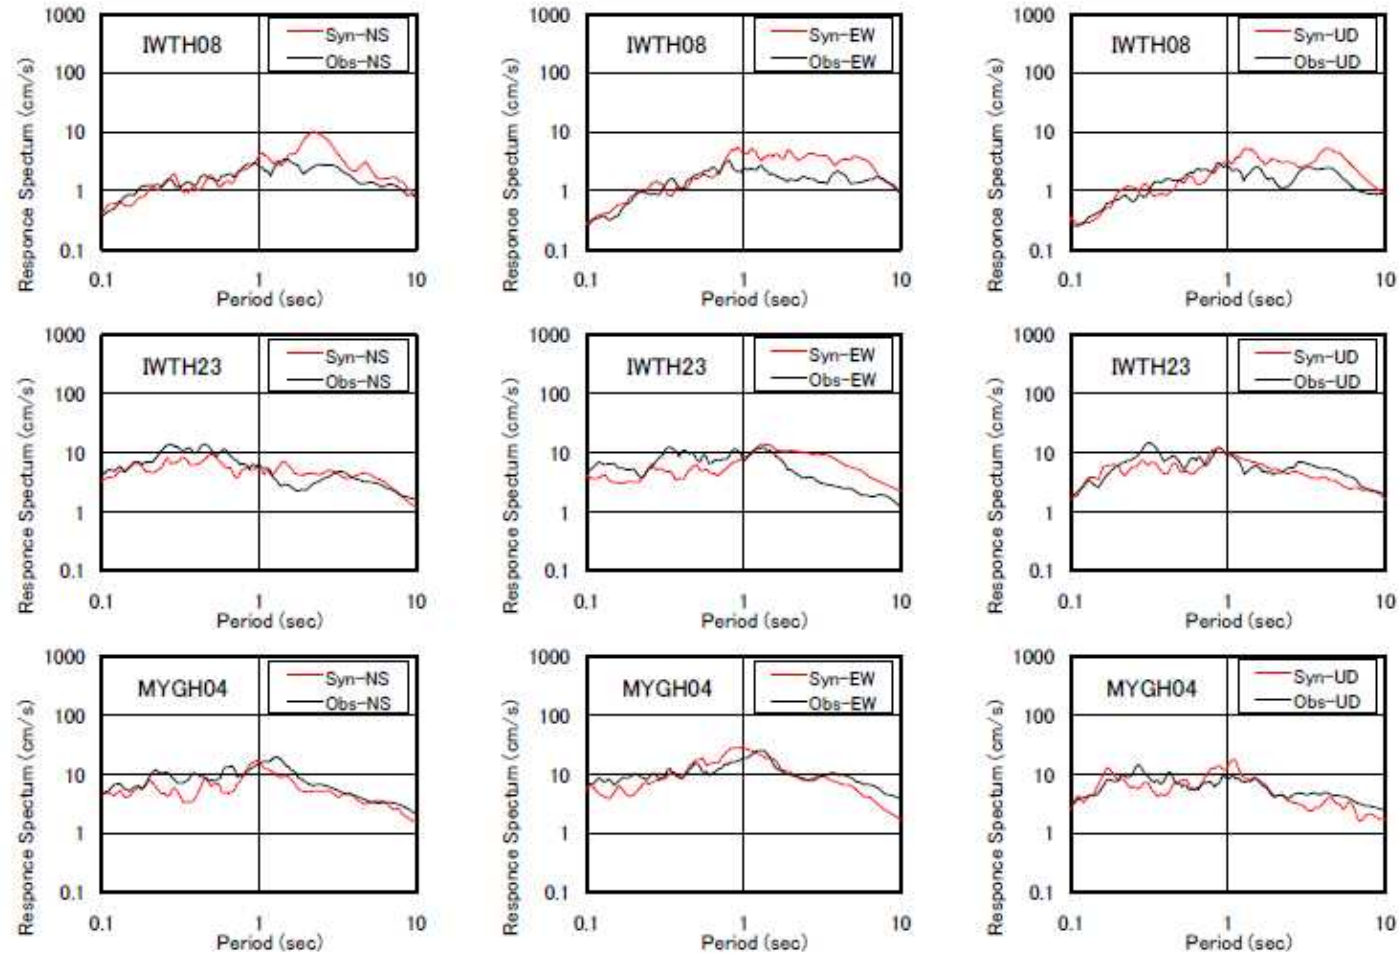 Responce Spectum (cm/s)
1000
100
10
1
0.1
IWTH08
Syn-NS
Obs-NS
0.1 1 10
Period (sec)
Responce Spectum (cm/s)
1000
100
10
1
0.1
IWTH08
Syn-EW
Obs-EW
0.1 1 10
Period (sec)
Responce Spectum (cm/s)
1000
100
10
1
0.1
IWTH08
Syn-UD
Obs-UD
0.1 1 10
Period (sec)
Responce Spectum (cm/s)
1000
100
10
1
0.1
IWTH23
Syn-NS
Obs-NS
0.1 1 10
Period (sec)
Responce Spectum (cm/s)
1000
100
10
1
0.1
IWTH23
Syn-EW
Obs-EW
0.1 1 10
Period (sec)
Responce Spectum (cm/s)
1000
100
10
1
0.1
IWTH23
Syn-UD
Obs-UD
0.1 1 10
Period (sec)
Responce Spectum (cm/s)
1000
100
10
1
0.1
MYGH04
Syn-NS
Obs-NS
0.1 1 10
Period (sec)
Responce Spectum (cm/s)
1000
100
10
1
0.1
MYGH04
Syn-EW
Obs-EW
0.1 1 10
Period (sec)
Responce Spectum (cm/s)
1000
100
10
1
0.1
MYGH04
Syn-UD
Obs-UD
0.1 1 10
Period (sec)